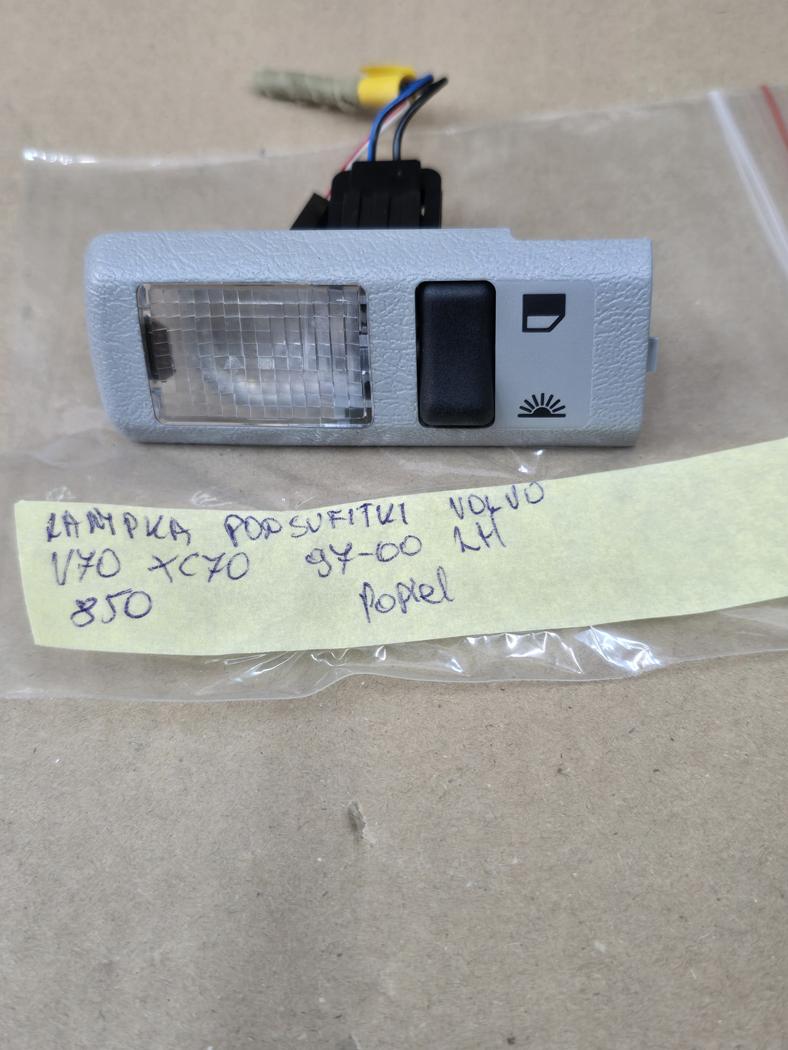 LAMPKA PODSUFITKI VOLVO
V70 XC70 97-00 LH
850 Popiel